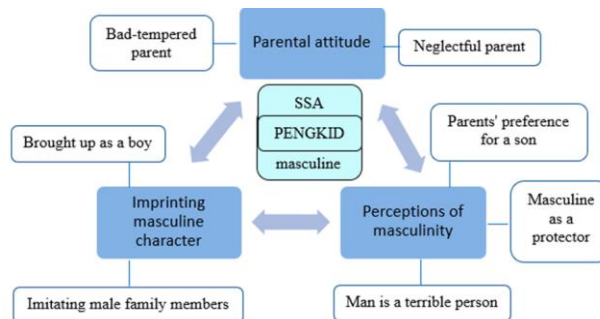 Bad-tempered
parent
Parental attitude
Neglectful parent
SSA
PENGKID
masculine
Brought up as a boy
Parents' preference
for a son
Imprinting
masculine
character
Perceptions of
masculinity
Masculine
as a
protector
Imitating male family members
Man is a terrible person